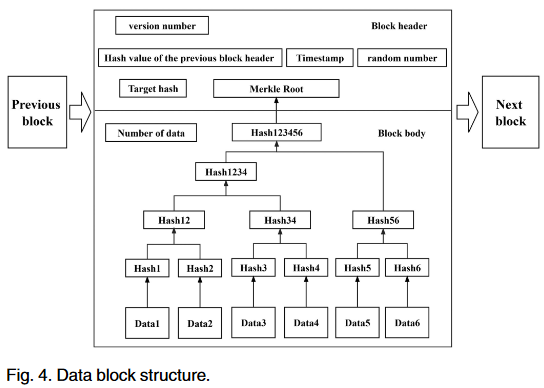 version number
Block header
Hash value of the previous block header
Timestamp
random number
Target hash
Merkle Root
Previous
block
Next
block
Number of data
Hash123456
Block body
Hash1234
Hash12
Hash34
Hash56
Hash1
Hash2
Hash3
Hash4
Hash5
Hash6
Data1
Data2
Data3
Data4
Data5
Data6
Fig. 4. Data block structure.